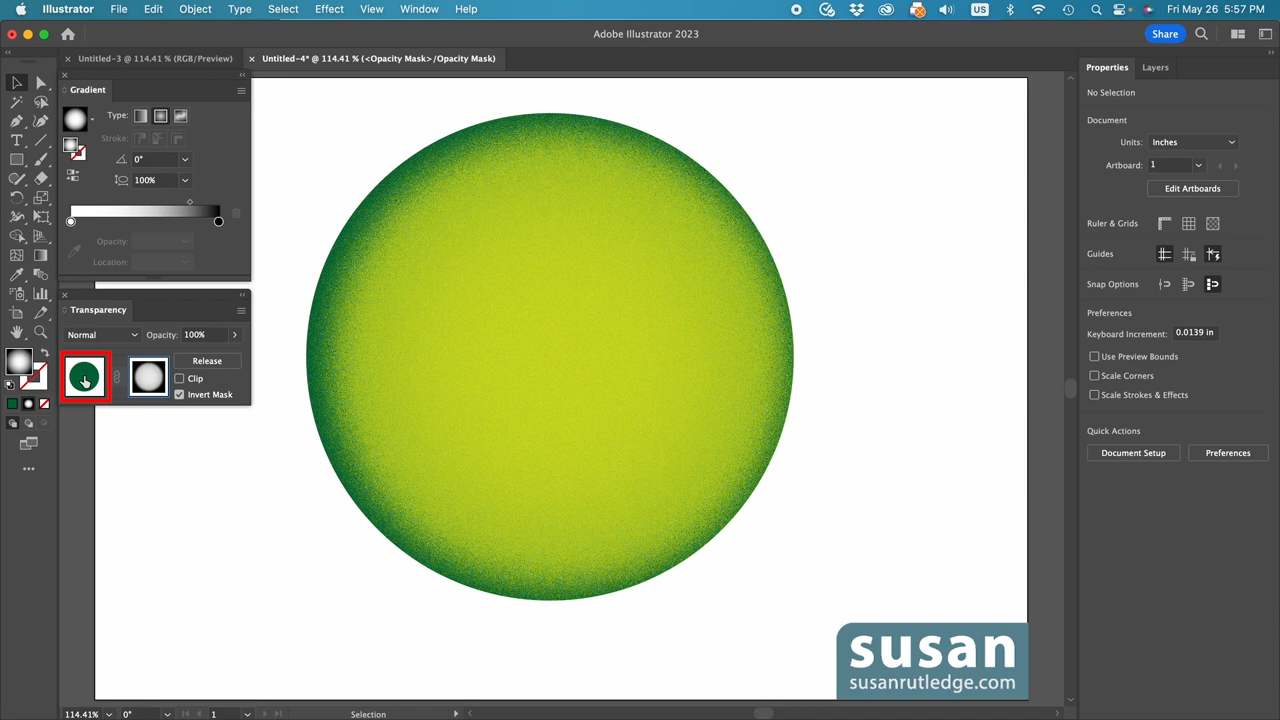 Illustrator File Edit Object Type Select Effect View Window Help US Fri May 26 5:57 PM
Adobe Illustrator 2023 Share
Untitled-3 @ 114.41 % (RGB/Preview) Untitled-4* @ 114.41 % (<Opacity Mask>/Opacity Mask)
Gradient
Type:
Stroke:
0°
100%
Opacity:
Location:
Transparency
Normal Opacity: 100%
Release
Clip
Invert Mask
Properties Layers
No Selection
Document
Units: Inches
Artboard: 1
Edit Artboards
Ruler & Grids
Guides
Snap Options
Preferences
Keyboard Increment: 0.0139 in
Use Preview Bounds
Scale Corners
Scale Strokes & Effects
Quick Actions
Document Setup Preferences
susan
susanrutledge.com
114.41% 0° 1 Selection